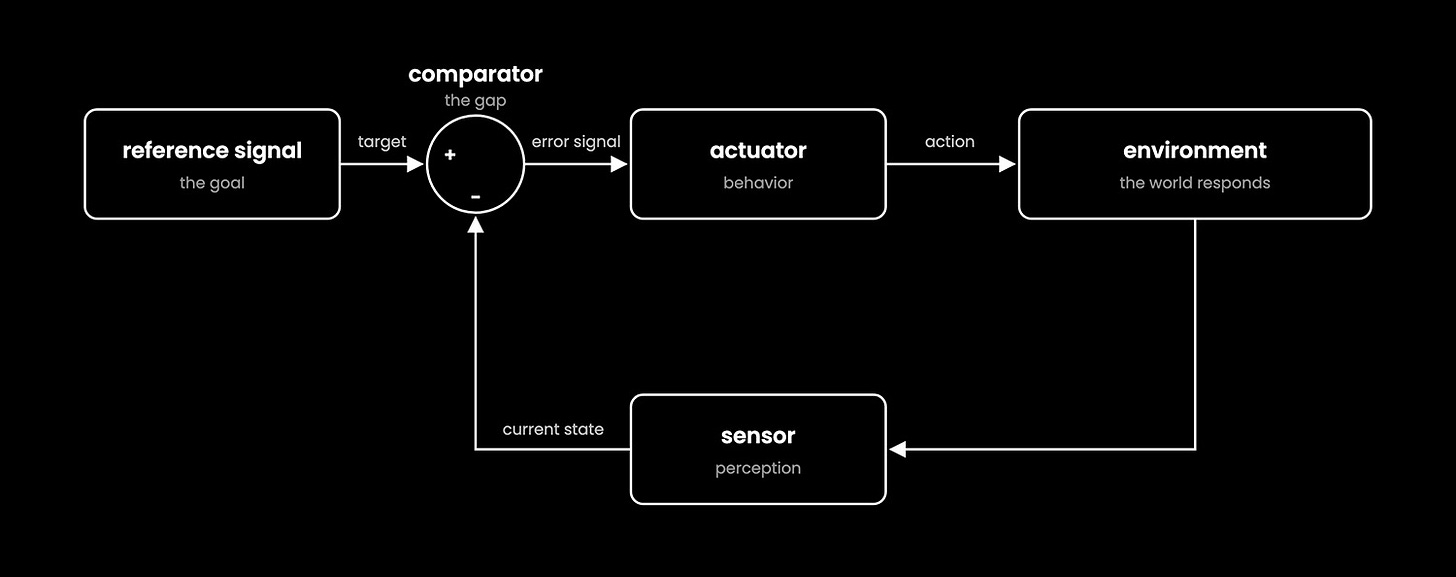 comparator
the gap
reference signal
the goal
target
+
-
error signal
actuator
behavior
action
environment
the world responds
current state
sensor
perception